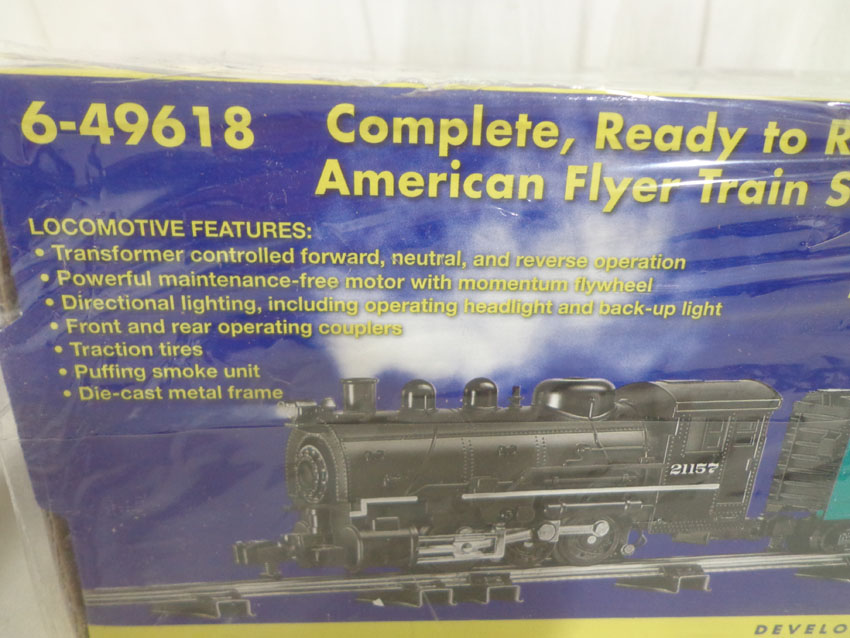 6-49618
Complete, Ready to R
American Flyer Train S
LOCOMOTIVE FEATURES:
• Transformer controlled forward, neutral, and reverse operation
• Powerful maintenance-free motor with momentum flywheel
• Directional lighting, including operating headlight and back-up light
• Front and rear operating couplers
• Traction tires
• Puffing smoke unit
• Die-cast metal frame
21157
DEVELO